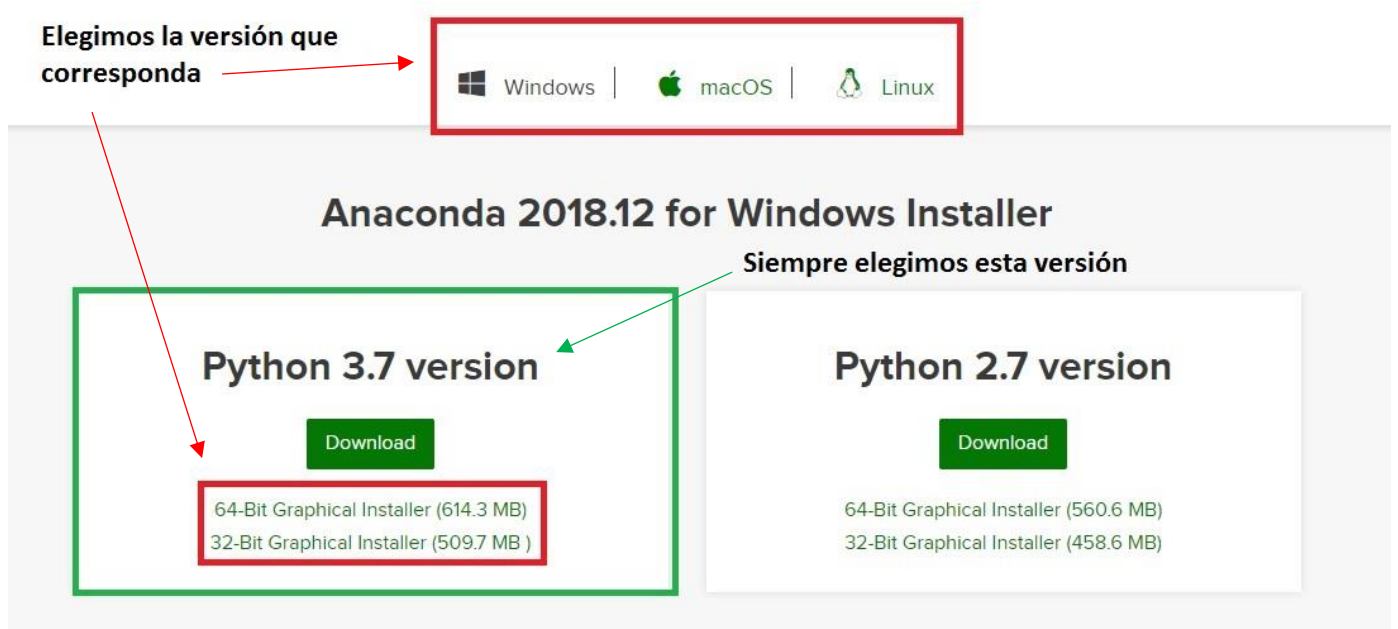 Elegimos la versión que
corresponda
Windows | macOS | Linux
Anaconda 2018.12 for Windows Installer
Siempre elegimos esta versión
Python 3.7 version
Download
64-Bit Graphical Installer (614.3 MB)
32-Bit Graphical Installer (509.7 MB )
Python 2.7 version
Download
64-Bit Graphical Installer (560.6 MB)
32-Bit Graphical Installer (458.6 MB)